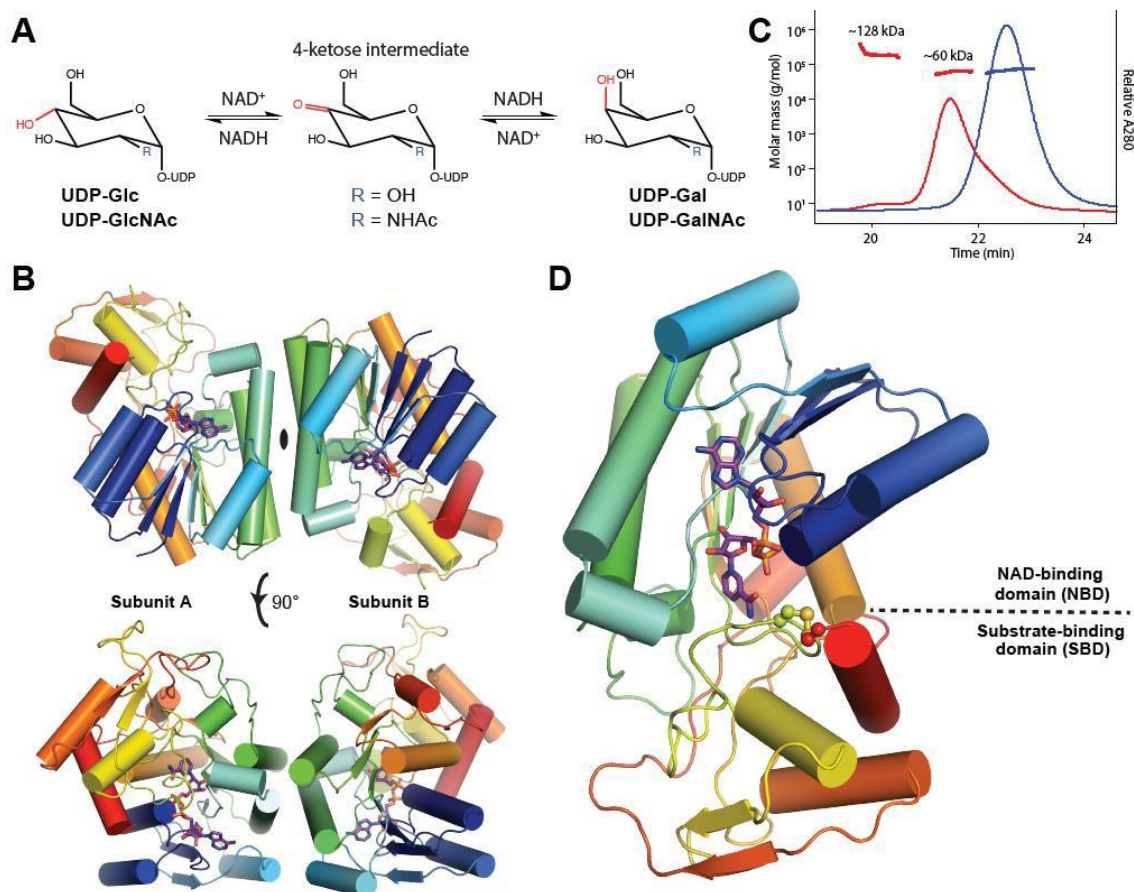 A
4-ketose intermediate
OH
HO
HO
O
R
O-UDP
NAD⁺
NADH
OH
O
HO
O
R
O-UDP
NADH
NAD⁺
OH
OH
O
HO
R
O-UDP
UDP-Glc
UDP-GlcNAc
R = OH
R = NHAc
UDP-Gal
UDP-GalNAc
C
~128 kDa
~60 kDa
Molar mass (g/mol)
10⁶
10⁵
10⁴
10³
10²
10¹
20
22
24
Time (min)
Relative A280
B
Subunit A
90°
Subunit B
D
NAD-binding
domain (NBD)
Substrate-binding
domain (SBD)